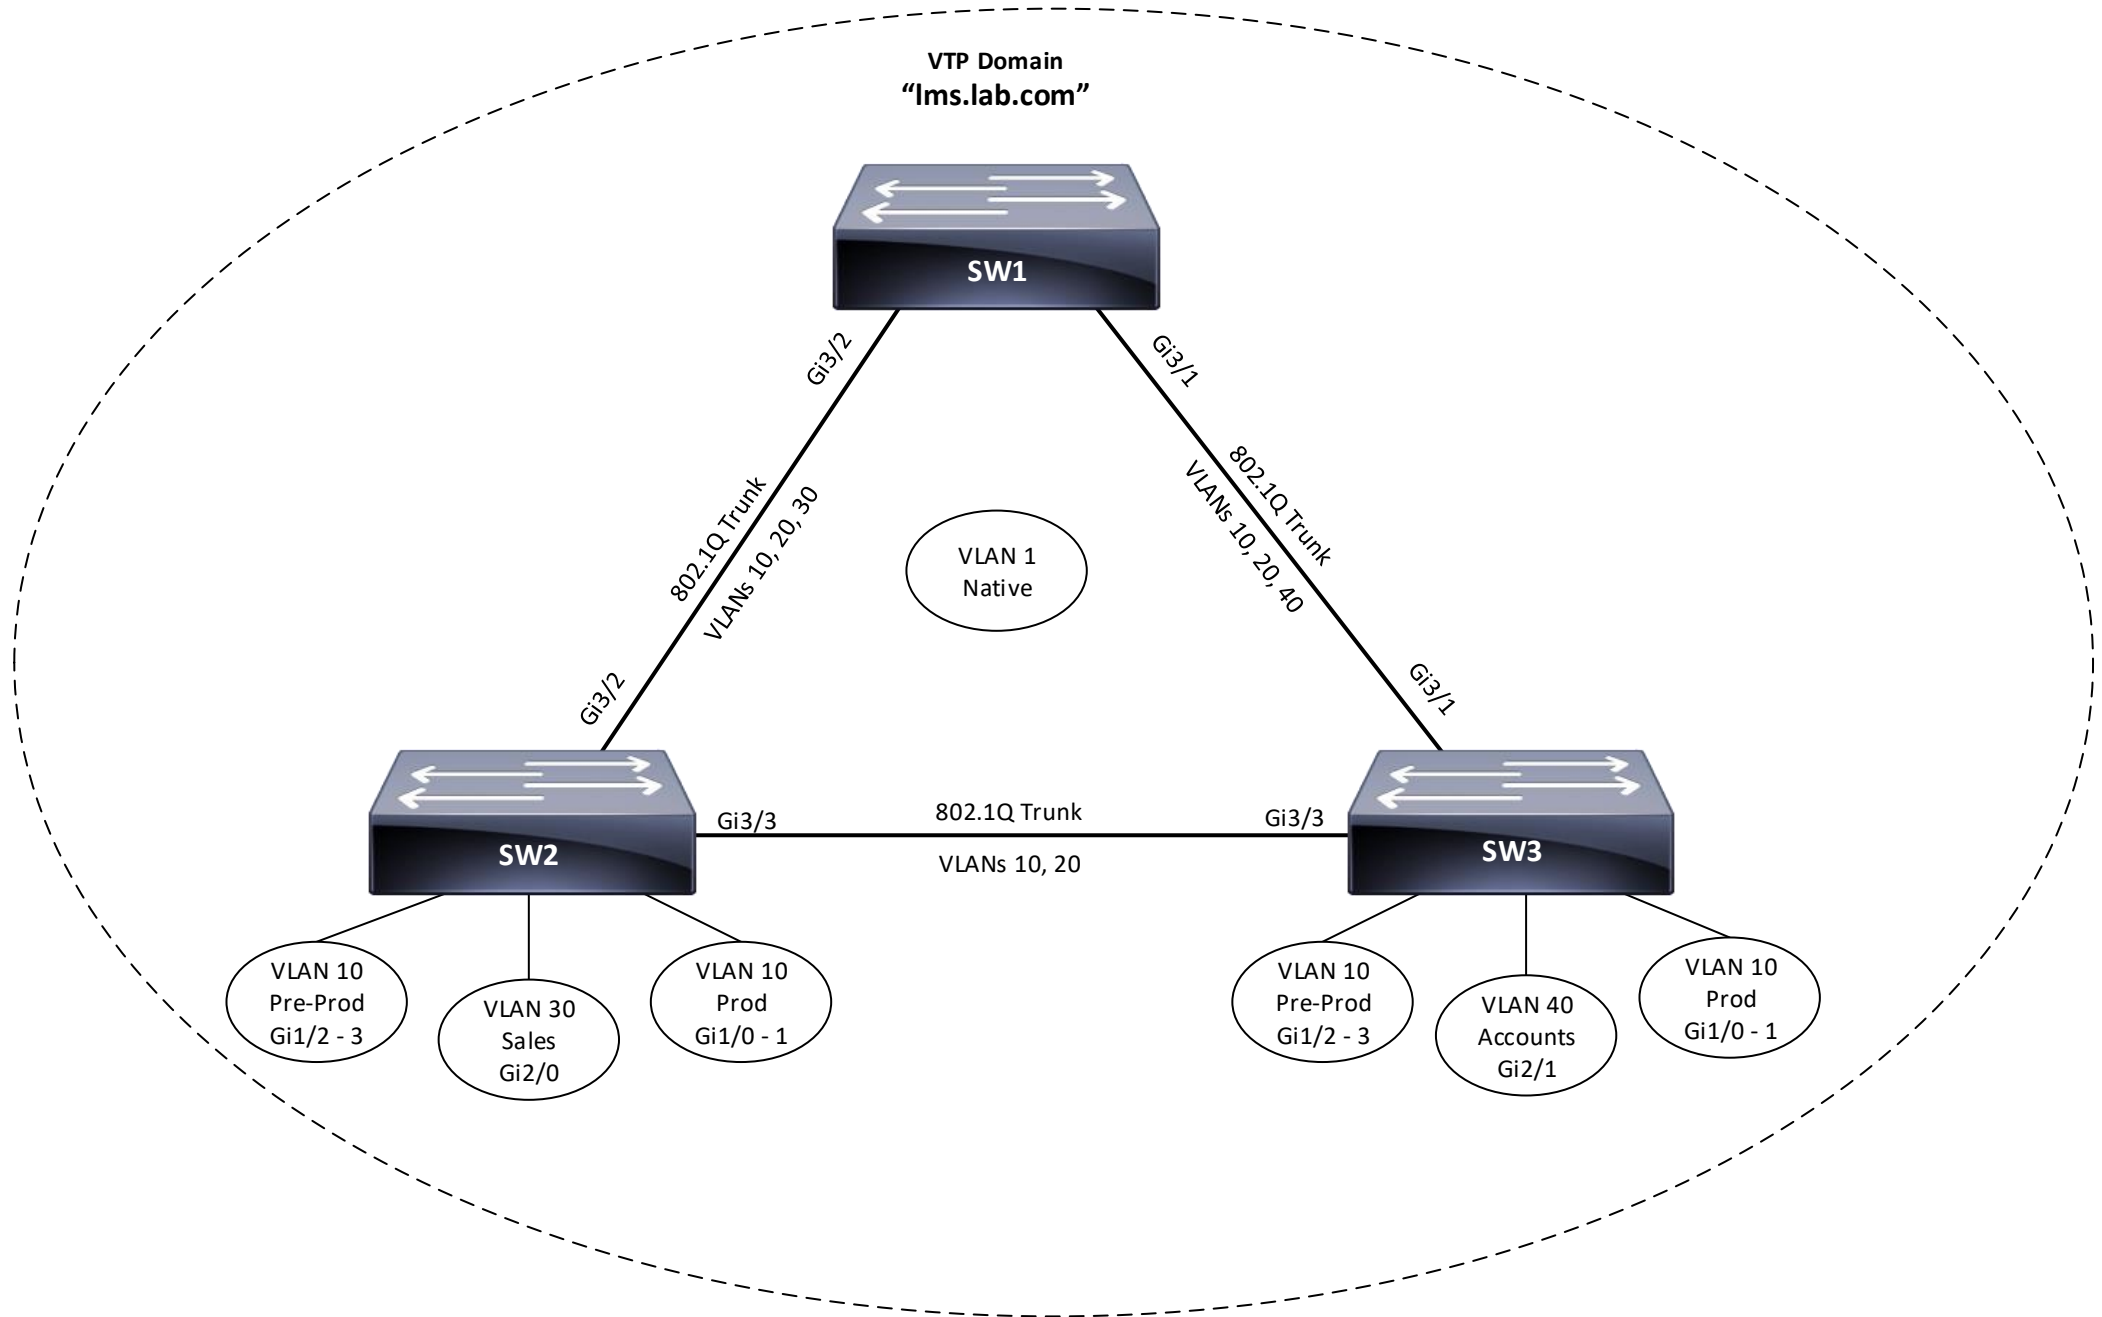 VTP Domain
“lms.lab.com”
SW1
Gi3/2
Gi3/1
802.1Q Trunk
VLANs 10, 20, 30
802.1Q Trunk
VLANs 10, 20, 40
VLAN 1
Native
Gi3/2
Gi3/1
SW2
Gi3/3
802.1Q Trunk
VLANs 10, 20
Gi3/3
SW3
VLAN 10
Pre-Prod
Gi1/2 - 3
VLAN 30
Sales
Gi2/0
VLAN 10
Prod
Gi1/0 - 1
VLAN 10
Pre-Prod
Gi1/2 - 3
VLAN 40
Accounts
Gi2/1
VLAN 10
Prod
Gi1/0 - 1